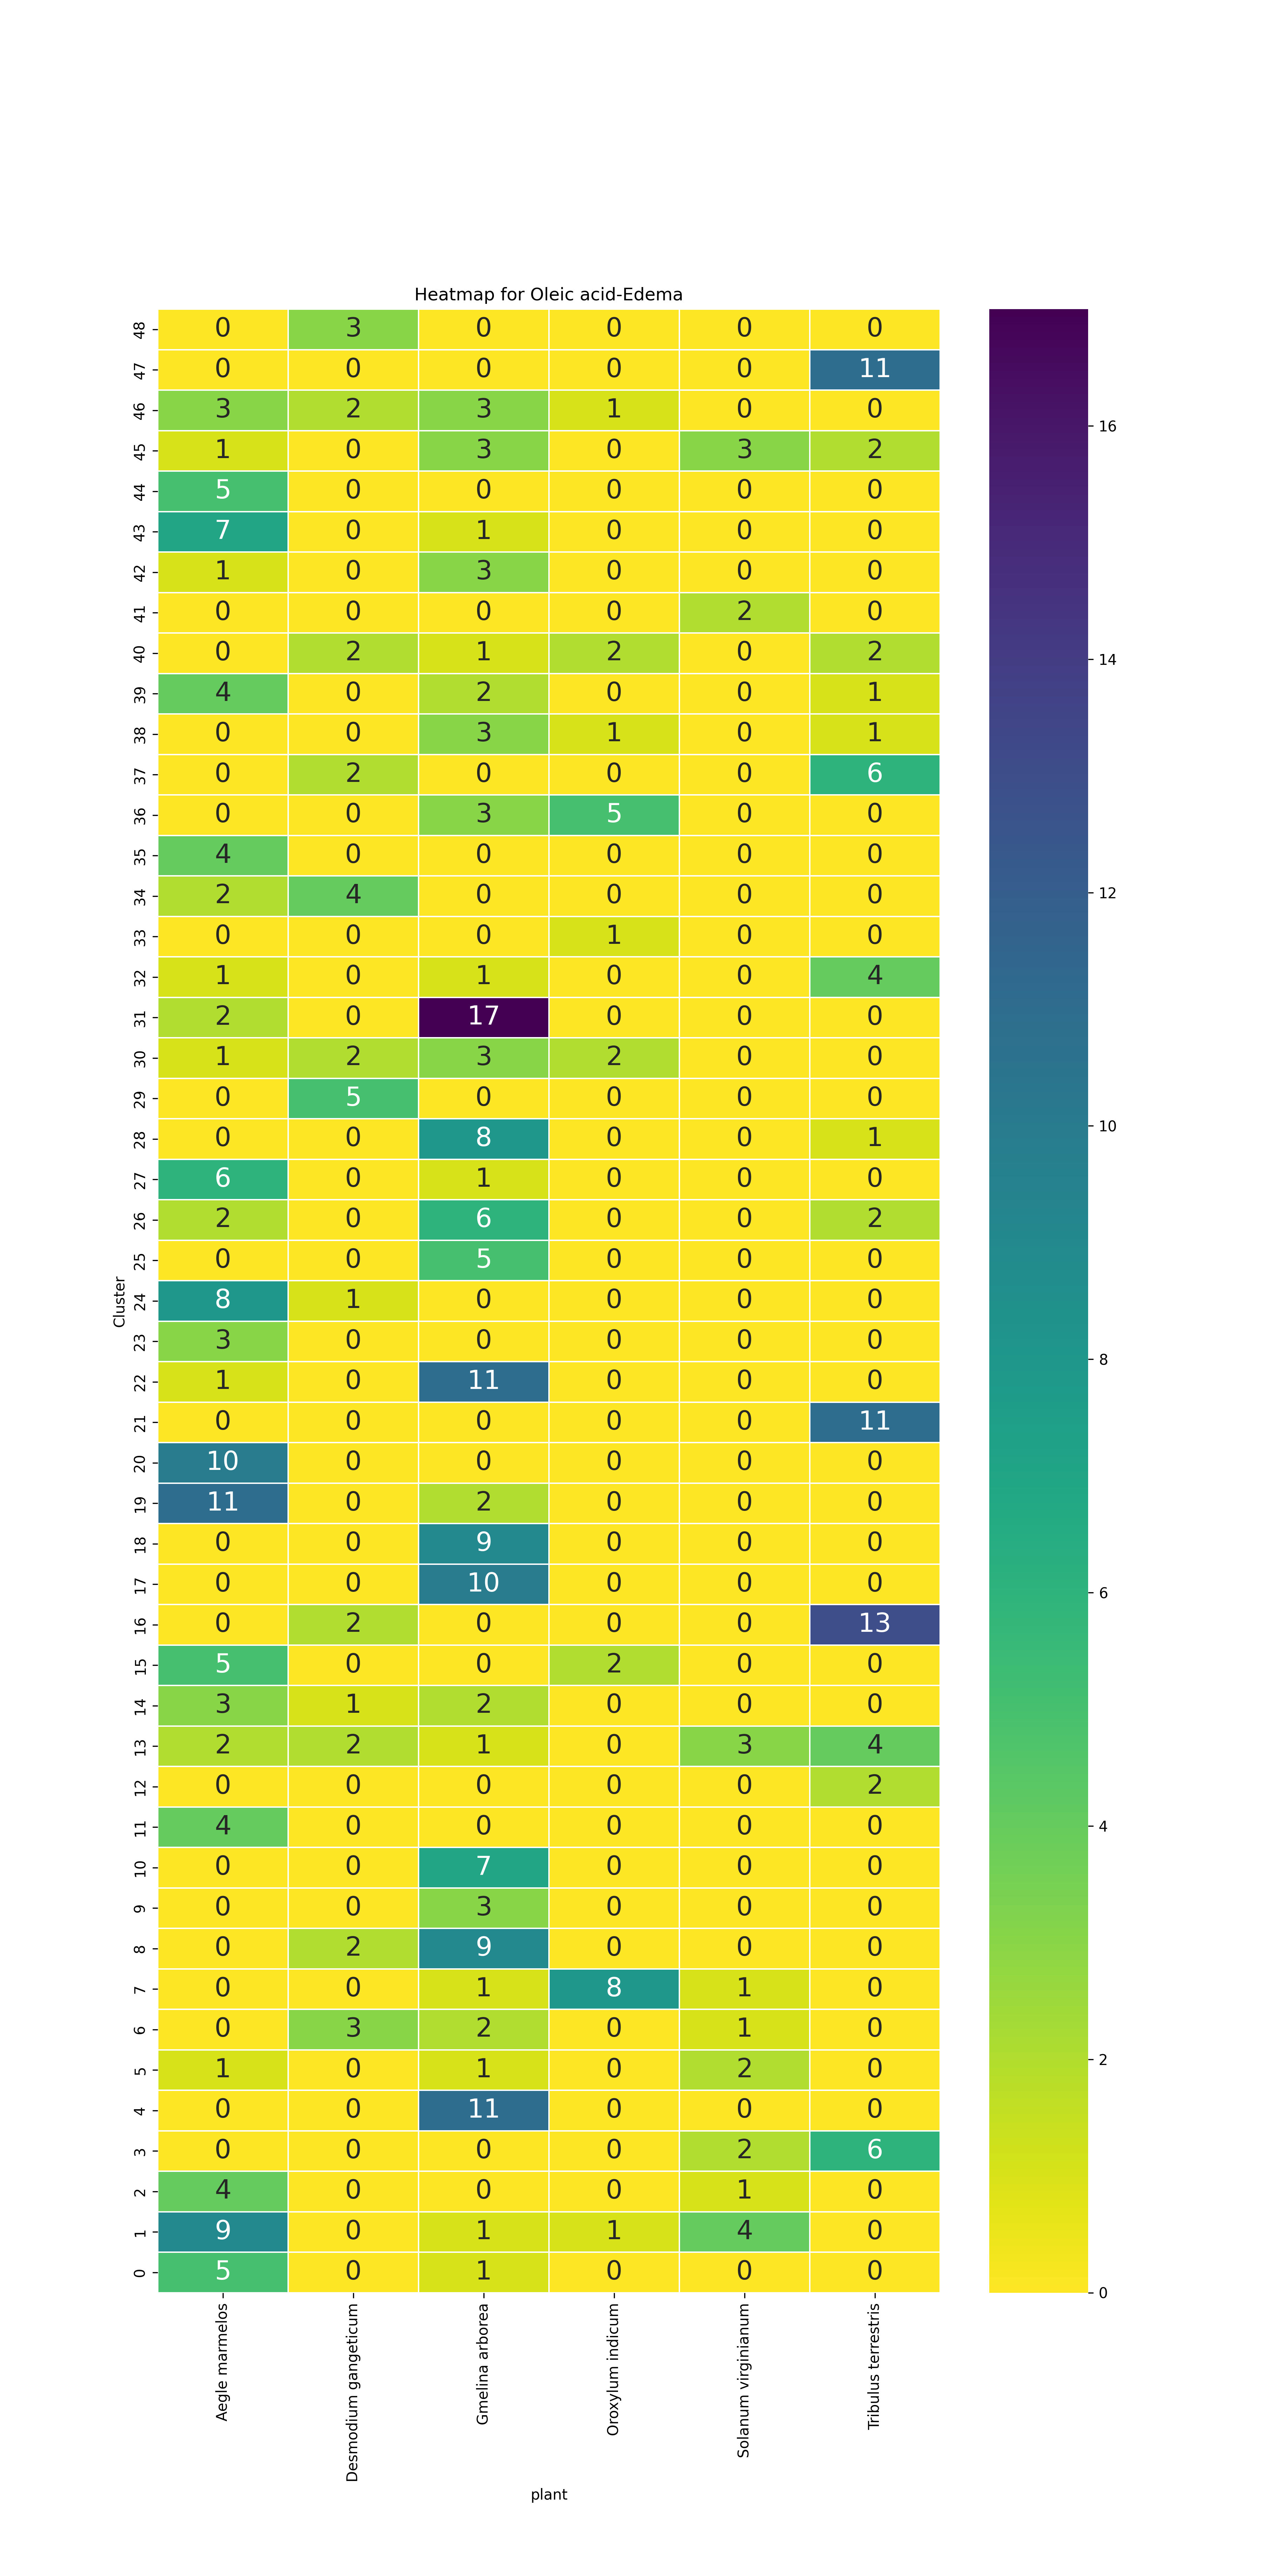 Heatmap for Oleic acid-Edema
48 0 3 0 0 0 0
47 0 0 0 0 0 11
46 3 2 3 1 0 0
45 1 0 3 0 3 2
44 5 0 0 0 0 0
43 7 0 1 0 0 0
42 1 0 3 0 0 0
41 0 0 0 0 2 0
40 0 2 1 2 0 2
39 4 0 2 0 0 1
38 0 0 3 1 0 1
37 0 2 0 0 0 6
36 0 0 3 5 0 0
35 4 0 0 0 0 0
34 2 4 0 0 0 0
33 0 0 0 1 0 0
32 1 0 1 0 0 4
31 2 0 17 0 0 0
30 1 2 3 2 0 0
29 0 5 0 0 0 0
28 0 0 8 0 0 1
27 6 0 1 0 0 0
26 2 0 6 0 0 2
25 0 0 5 0 0 0
24 8 1 0 0 0 0
23 3 0 0 0 0 0
22 1 0 11 0 0 0
21 0 0 0 0 0 11
20 10 0 0 0 0 0
19 11 0 2 0 0 0
18 0 0 9 0 0 0
17 0 0 10 0 0 0
16 0 2 0 0 0 13
15 5 0 0 2 0 0
14 3 1 2 0 0 0
13 2 2 1 0 3 4
12 0 0 0 0 0 2
11 4 0 0 0 0 0
10 0 0 7 0 0 0
9 0 0 3 0 0 0
8 0 2 9 0 0 0
7 0 0 1 8 1 0
6 0 3 2 0 1 0
5 1 0 1 0 2 0
4 0 0 11 0 0 0
3 0 0 0 0 2 6
2 4 0 0 0 1 0
1 9 0 1 1 4 0
0 5 0 1 0 0 0
Cluster
Aegle marmelos
Desmodium gangeticum
Gmelina arborea
Oroxylum indicum
Solanum virginianum
Tribulus terrestris
plant
16
14
12
10
8
6
4
2
0